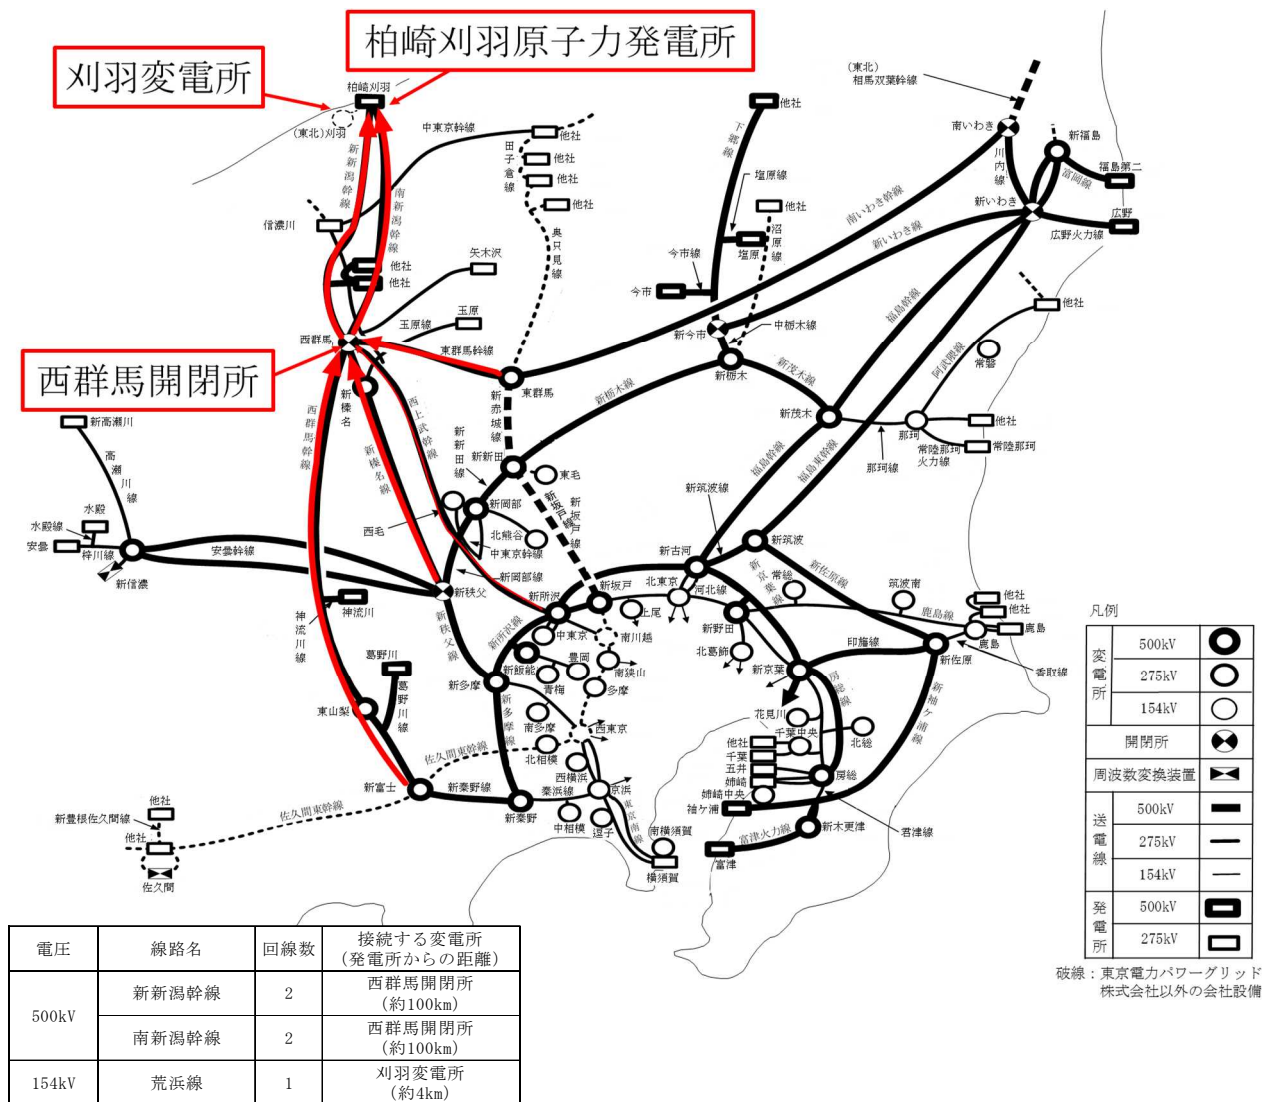 柏崎刈羽原子力発電所
刈羽変電所
柏崎刈羽
(東北)刈羽
中東京幹線
他社
田子倉線
他社
他社
他社
新新潟幹線
南新潟幹線
信濃川
奥只見線
他社
他社
矢木沢
玉原
玉原線
西群馬
東群馬幹線
東群馬
西群馬開閉所
新榛名
下郷線
他社
塩原線
他社
塩原
沼原線
今市線
今市
新今市
中栃木線
新栃木
(東北)
相馬双葉幹線
南いわき
川内線
新福島
福島第二
富岡線
新いわき
広野
広野火力線
南いわき幹線
新いわき線
福島幹線
他社
阿武隈線
常磐
新茂木線
新茂木
那珂
他社
常陸那珂
火力線
常陸那珂
那珂線
福島幹線
福島東幹線
新栃木線
新赤城線
新新田
新新田線
東毛
新坂戸線
新坂戸線
西上武幹線
西群馬幹線
新榛名線
新高瀬川
高瀬川線
水殿
水殿線
安曇
梓川線
新信濃
安曇幹線
西毛
新岡部
北熊谷
中東京幹線
新岡部線
新秩父
新秩父線
神流川線
神流川
新筑波線
新古河
新筑波
新佐原線
北東京
河北線
新京葉線
常総
筑波南
鹿島線
他社
他社
鹿島
鹿島
香取線
新佐原
印旛線
新袖ケ浦線
新所沢
新坂戸
上尾
新野田
北葛飾
新京葉
中東京
南川越
新所沢線
新飯能
豊岡
南狭山
青梅
多摩
新多摩
新多摩線
南多摩
西東京
北相模
西横浜
葛野川
葛野川線
東山梨
佐久間東幹線
新富士
新秦野線
新秦野
秦浜線
京浜
中相模
逗子
東京南線
南横須賀
横須賀
佐久間東幹線
他社
新豊根佐久間線
他社
佐久間
花見川
房総線
千葉中央
北総
他社
千葉
五井
姉崎
姉崎中央
袖ケ浦
房総
君津線
新木更津
富津火力線
富津
凡例
変電所
500kV
275kV
154kV
開閉所
周波数変換装置
送電線
500kV
275kV
154kV
発電所
500kV
275kV
破線：東京電力パワーグリッド
株式会社以外の会社設備
電圧 線路名 回線数 接続する変電所
(発電所からの距離)
500kV 新新潟幹線 2 西群馬開閉所
(約100km)
南新潟幹線 2 西群馬開閉所
(約100km)
154kV 荒浜線 1 刈羽変電所
(約4km)